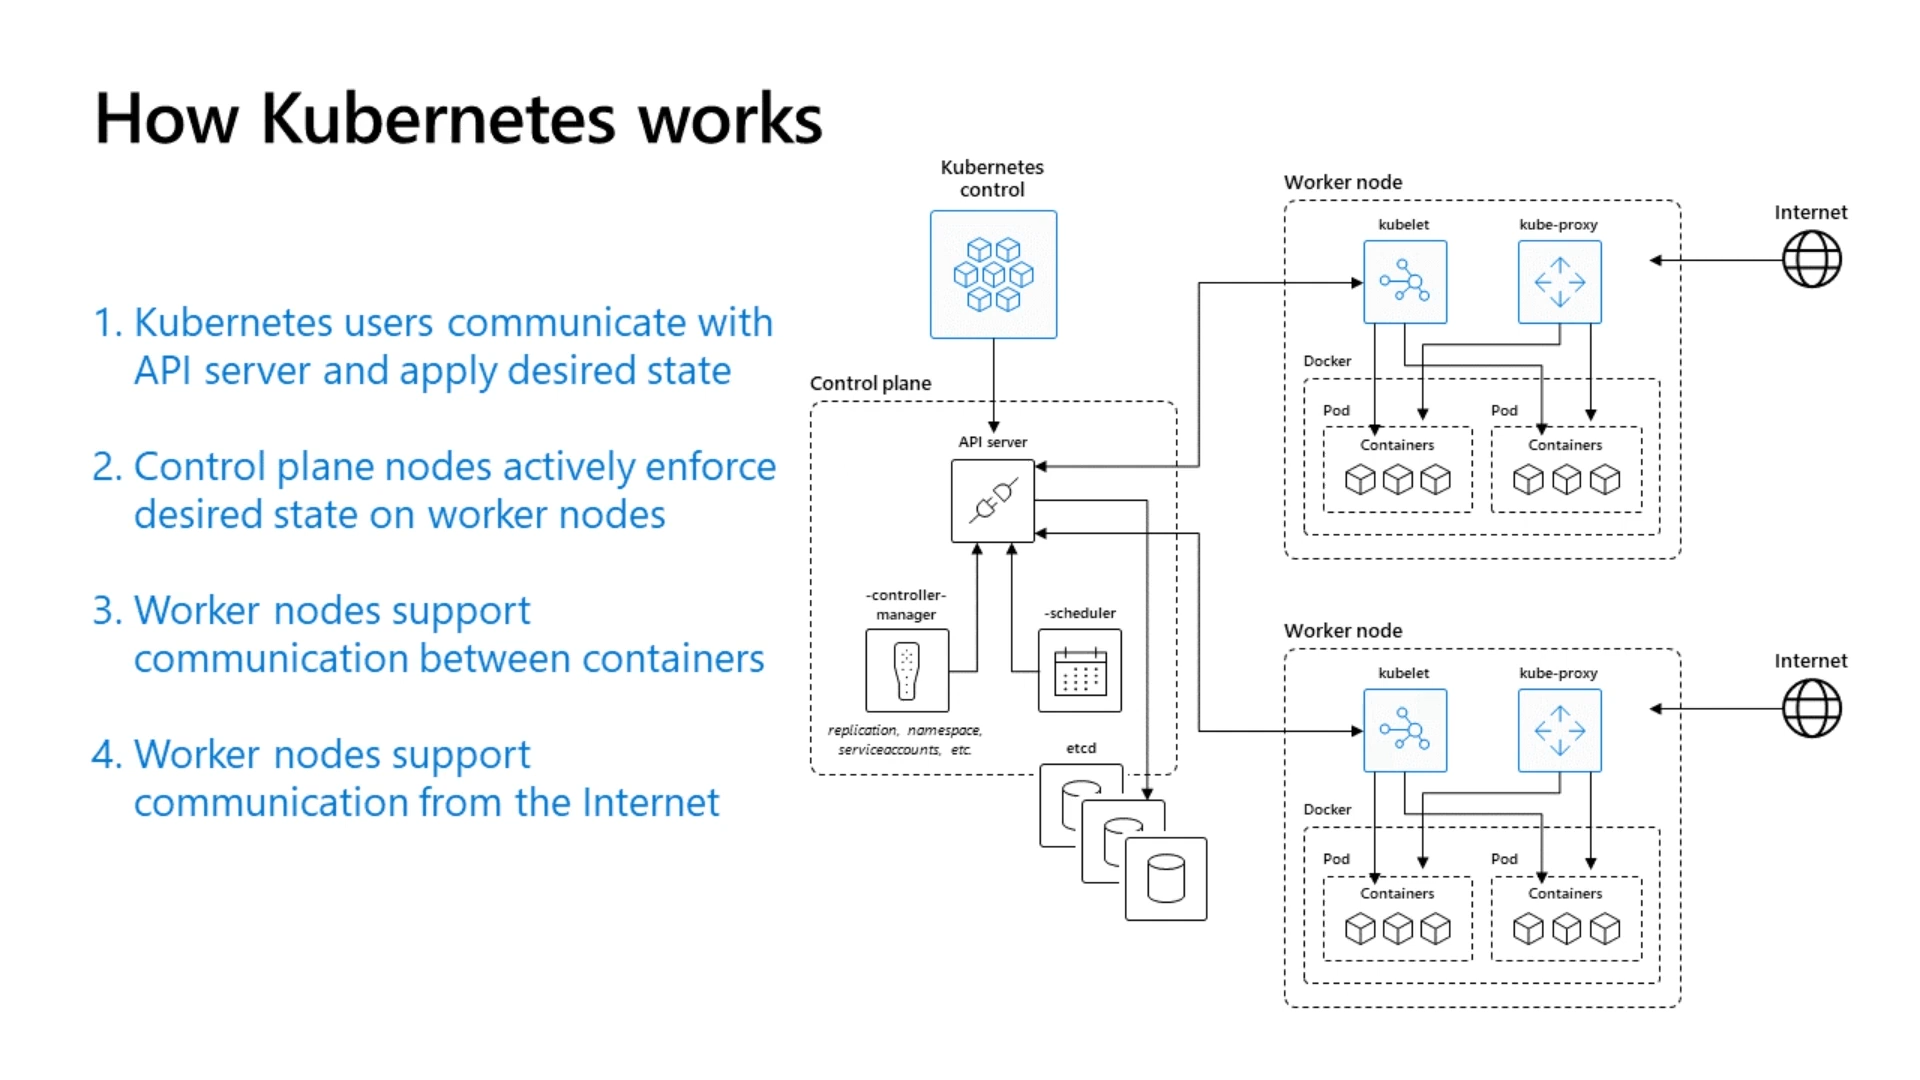 How Kubernetes works
1. Kubernetes users communicate with
API server and apply desired state
2. Control plane nodes actively enforce
desired state on worker nodes
3. Worker nodes support
communication between containers
4. Worker nodes support
communication from the Internet
Kubernetes
control
Control plane
API server
-controller-
manager
-scheduler
replication, namespace,
serviceaccounts, etc.
etcd
Worker node
kubelet
kube-proxy
Internet
Docker
Pod
Pod
Containers
Containers
Worker node
kubelet
kube-proxy
Internet
Docker
Pod
Pod
Containers
Containers